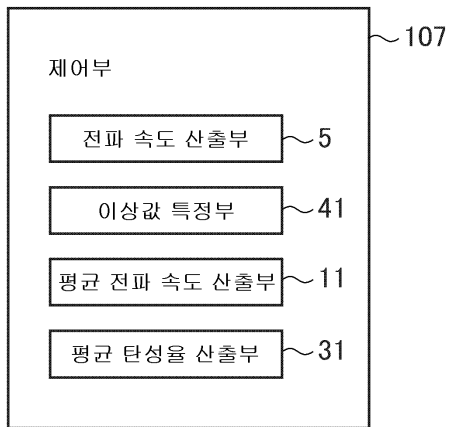 107
제어부
전파 속도 산출부 5
이상값 특정부 41
평균 전파 속도 산출부 11
평균 탄성율 산출부 31